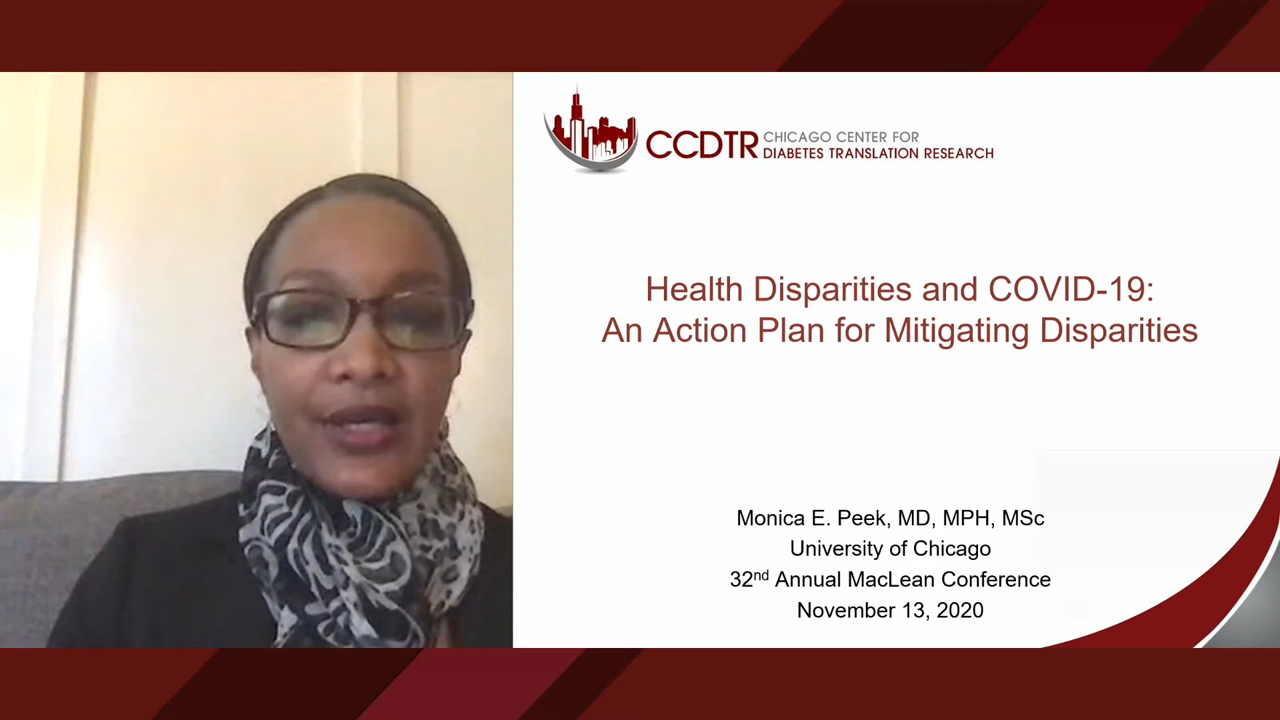 CCDTR CHICAGO CENTER FOR
DIABETES TRANSLATION RESEARCH
Health Disparities and COVID-19:
An Action Plan for Mitigating Disparities
Monica E. Peek, MD, MPH, MSc
University of Chicago
32nd Annual MacLean Conference
November 13, 2020